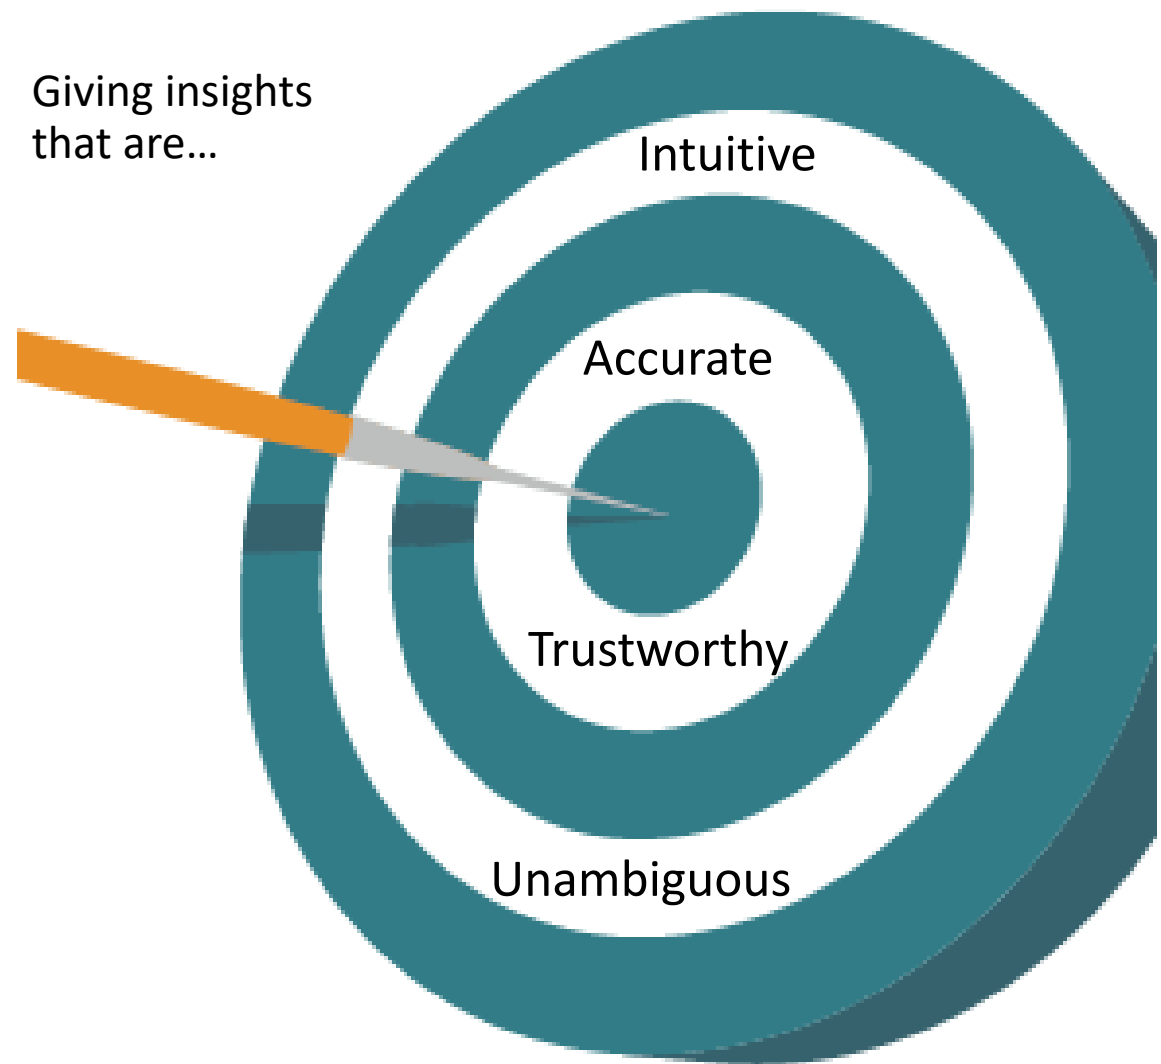 Giving insights
that are...
Intuitive
Accurate
Trustworthy
Unambiguous